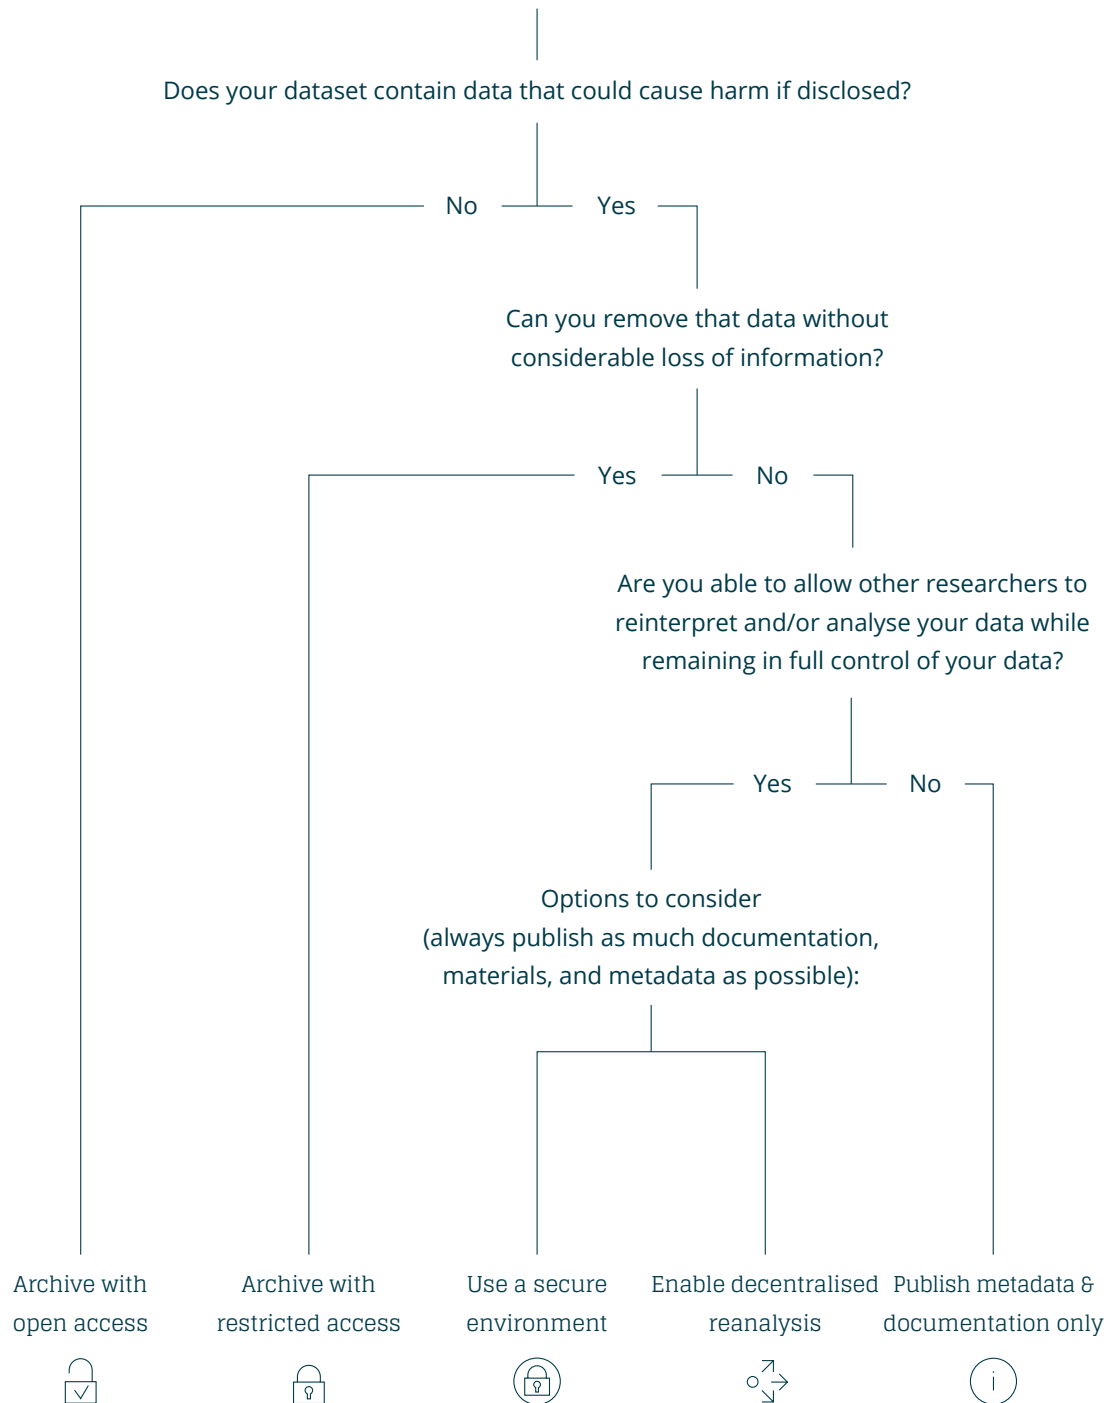 Does your dataset contain data that could cause harm if disclosed?
No
Yes
Can you remove that data without
considerable loss of information?
Yes
No
Are you able to allow other researchers to
reinterpret and/or analyse your data while
remaining in full control of your data?
Yes
No
Options to consider
(always publish as much documentation,
materials, and metadata as possible):
Archive with
open access
Archive with
restricted access
Use a secure
environment
Enable decentralised
reanalysis
Publish metadata &
documentation only
i